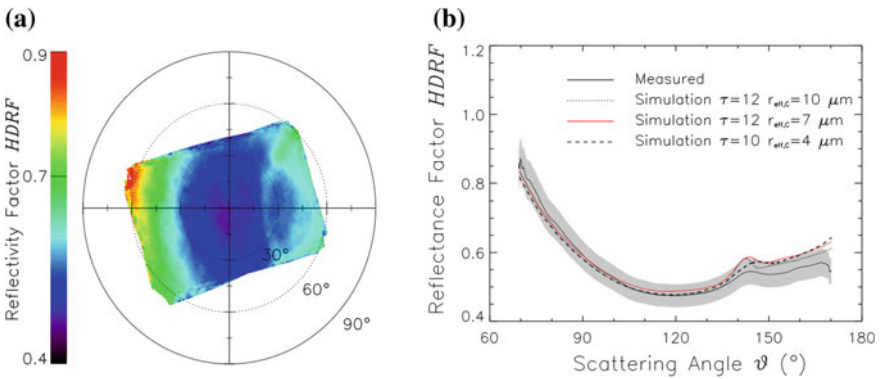 (a)
0.9
0.7
0.4
Reflectivity Factor HDRF
30°
60°
90°
(b)
1.2
1.0
0.8
0.6
0.4
Reflectance Factor HDRF
Measured
Simulation τ=12 r_eff,C=10 μm
Simulation τ=12 r_eff,C=7 μm
Simulation τ=10 r_eff,C=4 μm
60 90 120 150 180
Scattering Angle ϑ (°)